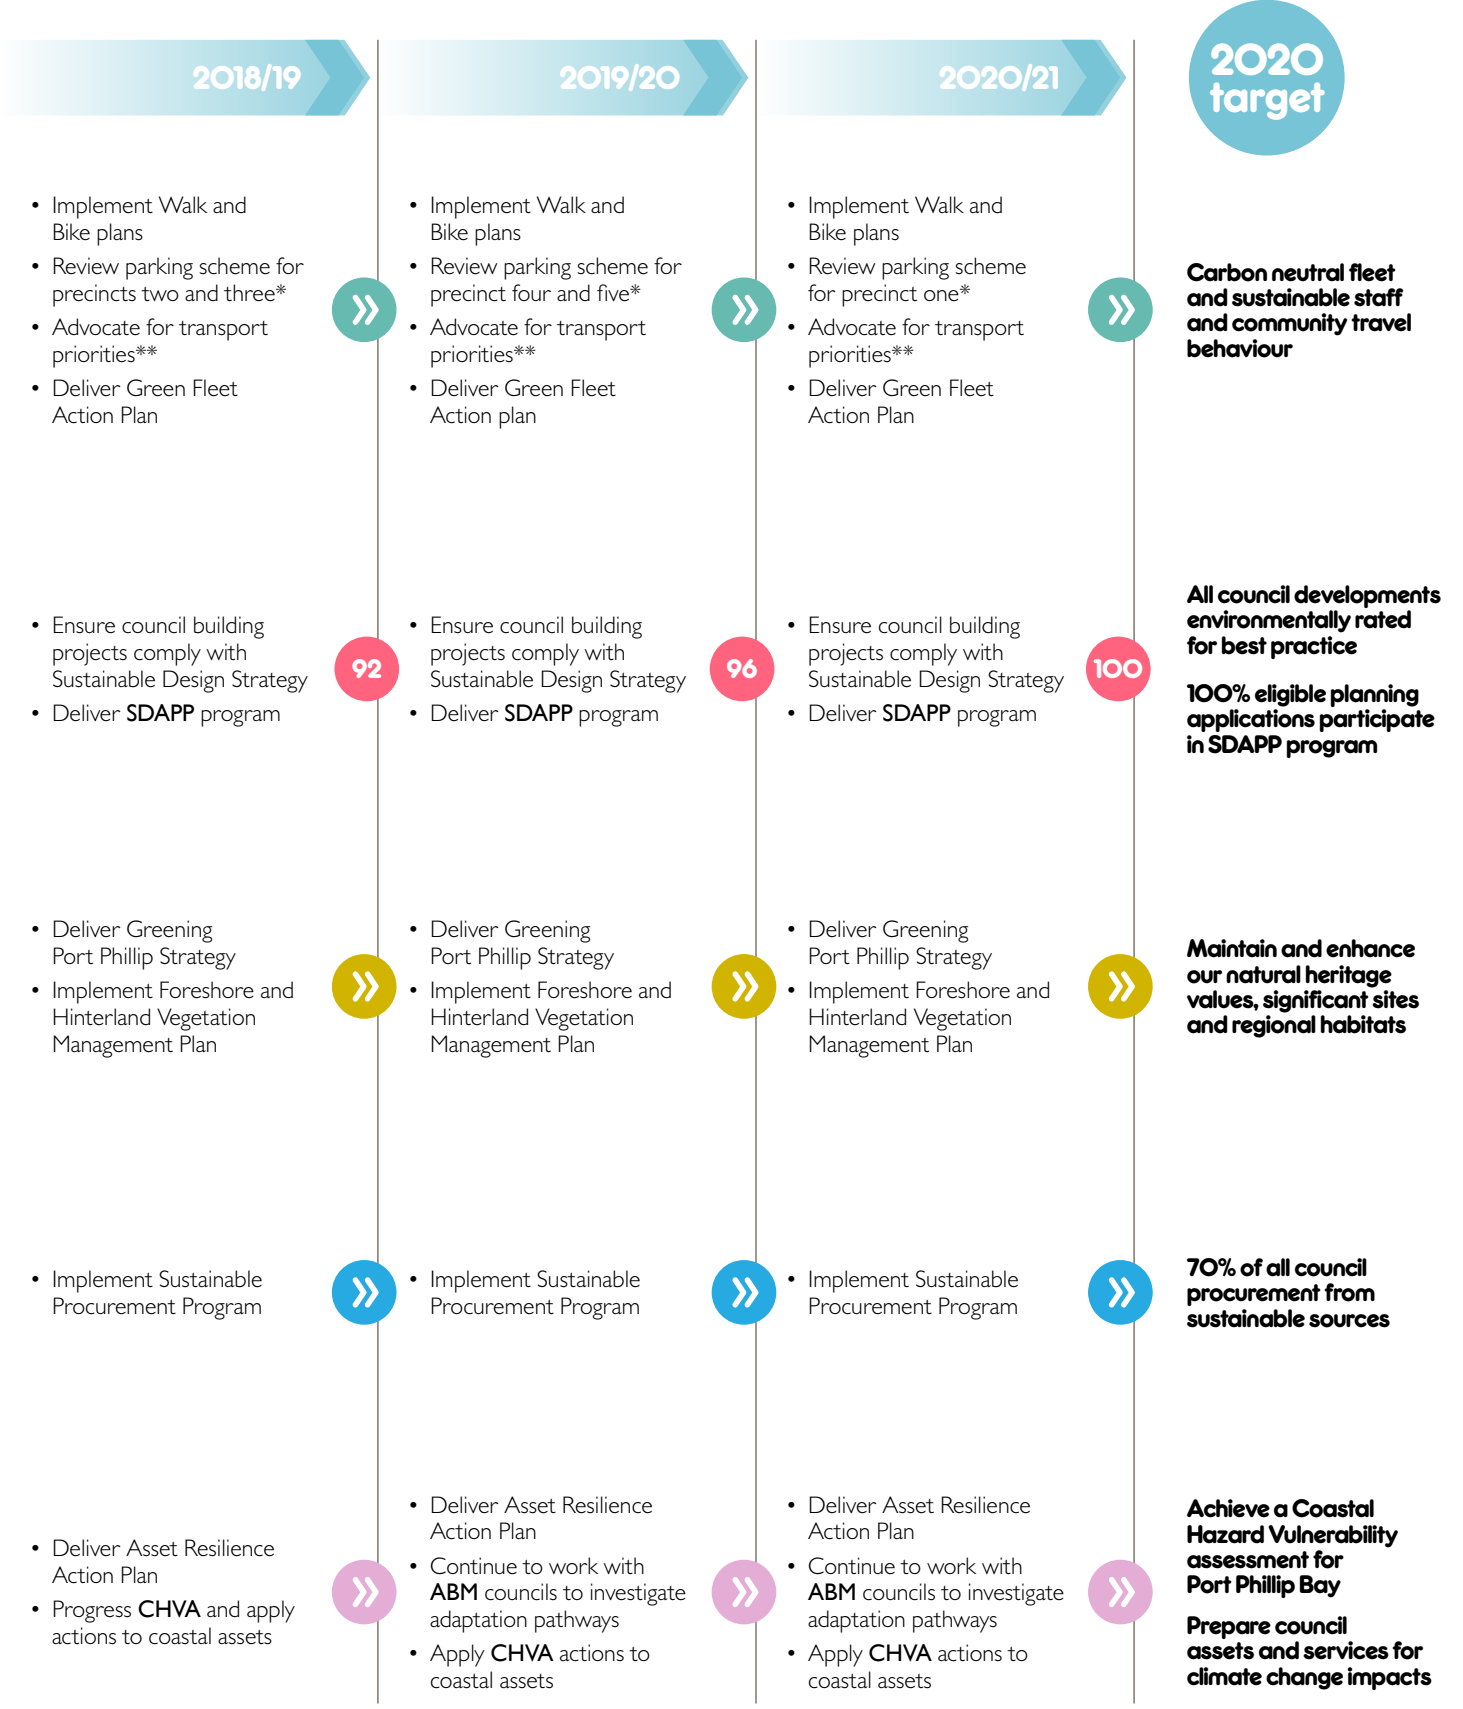 2018/19
2019/20
2020/21
2020
target
• Implement Walk and
Bike plans
• Review parking scheme for
precincts two and three*
• Advocate for transport
priorities**
• Deliver Green Fleet
Action Plan
• Implement Walk and
Bike plans
• Review parking scheme for
precinct four and five*
• Advocate for transport
priorities**
• Deliver Green Fleet
Action plan
• Implement Walk and
Bike plans
• Review parking scheme
for precinct one*
• Advocate for transport
priorities**
• Deliver Green Fleet
Action Plan
Carbon neutral fleet
and sustainable staff
and community travel
behaviour
• Ensure council building
projects comply with
Sustainable Design Strategy
• Deliver SDAPP program
92
• Ensure council building
projects comply with
Sustainable Design Strategy
• Deliver SDAPP program
96
• Ensure council building
projects comply with
Sustainable Design Strategy
• Deliver SDAPP program
100
All council developments
environmentally rated
for best practice
100% eligible planning
applications participate
in SDAPP program
• Deliver Greening
Port Phillip Strategy
• Implement Foreshore and
Hinterland Vegetation
Management Plan
• Deliver Greening
Port Phillip Strategy
• Implement Foreshore and
Hinterland Vegetation
Management Plan
• Deliver Greening
Port Phillip Strategy
• Implement Foreshore and
Hinterland Vegetation
Management Plan
Maintain and enhance
our natural heritage
values, significant sites
and regional habitats
• Implement Sustainable
Procurement Program
• Implement Sustainable
Procurement Program
• Implement Sustainable
Procurement Program
70% of all council
procurement from
sustainable sources
• Deliver Asset Resilience
Action Plan
• Progress CHVA and apply
actions to coastal assets
• Deliver Asset Resilience
Action Plan
• Continue to work with
ABM councils to investigate
adaptation pathways
• Apply CHVA actions to
coastal assets
• Deliver Asset Resilience
Action Plan
• Continue to work with
ABM councils to investigate
adaptation pathways
• Apply CHVA actions to
coastal assets
Achieve a Coastal
Hazard Vulnerability
assessment for
Port Phillip Bay
Prepare council
assets and services for
climate change impacts